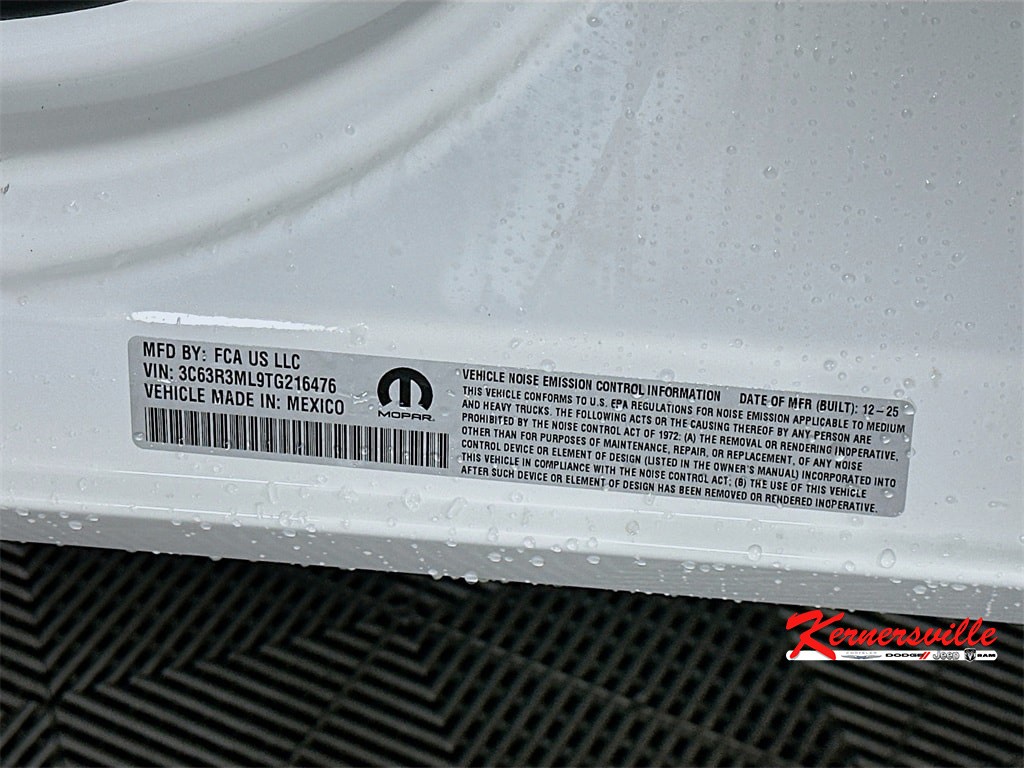 MFD BY: FCA US LLC
VIN: 3C63R3ML9TG216476
VEHICLE MADE IN: MEXICO
MOPAR
VEHICLE NOISE EMISSION CONTROL INFORMATION DATE OF MFR (BUILT): 12-25
THIS VEHICLE CONFORMS TO U.S. EPA REGULATIONS FOR NOISE EMISSION APPLICABLE TO MEDIUM
AND HEAVY TRUCKS. THE FOLLOWING ACTS OR THE CAUSING THEREOF BY ANY PERSON ARE
PROHIBITED BY THE NOISE CONTROL ACT OF 1972: (A) THE REMOVAL OR RENDERING INOPERATIVE,
OTHER THAN FOR PURPOSES OF MAINTENANCE, REPAIR, OR REPLACEMENT, OF ANY NOISE
CONTROL DEVICE OR ELEMENT OF DESIGN (LISTED IN THE OWNER'S MANUAL) INCORPORATED INTO
THIS VEHICLE IN COMPLIANCE WITH THE NOISE CONTROL ACT; (B) THE USE OF THIS VEHICLE
AFTER SUCH DEVICE OR ELEMENT OF DESIGN HAS BEEN REMOVED OR RENDERED INOPERATIVE.
Kernersville
CHRYSLER DODGE Jeep RAM